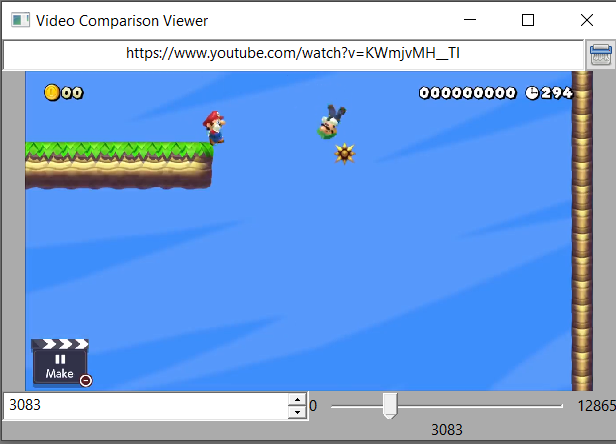 Video Comparison Viewer
https://www.youtube.com/watch?v=KWmjvMH__TI
00
000000000 294
Make
3083
0
12865
3083